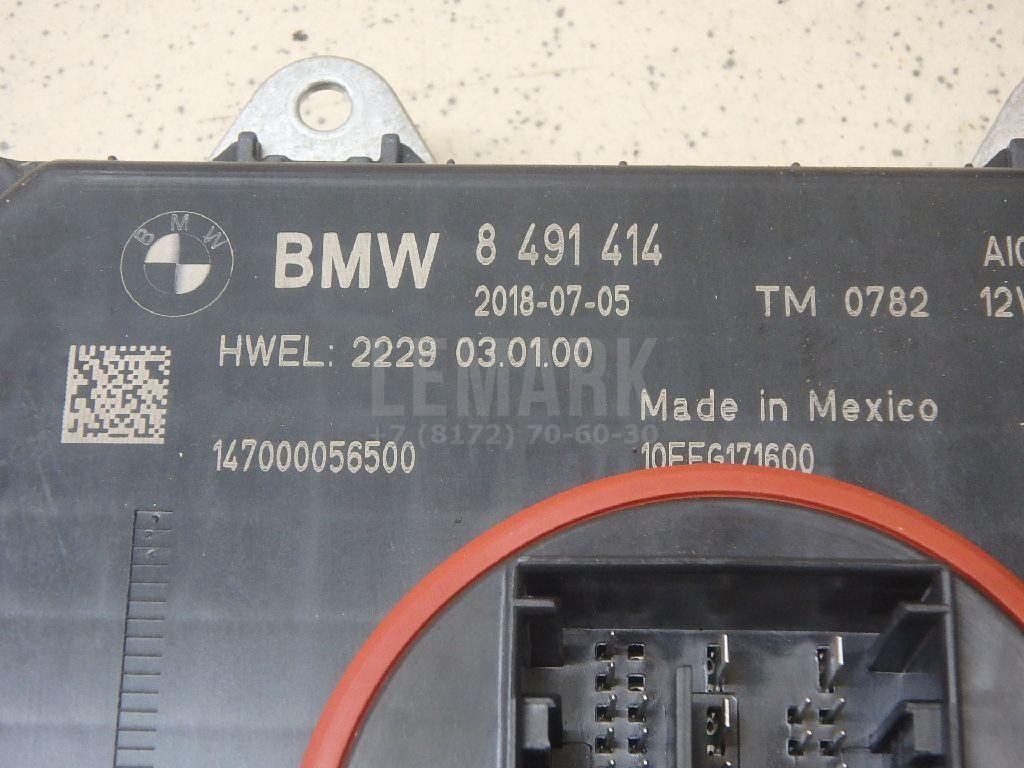 BMW
BMW 8 491 414
2018-07-05 TM 0782
HWEL: 2229 03.01.00
LEMARK
Made in Mexico
+7 (8172) 70-60-30
147000056500